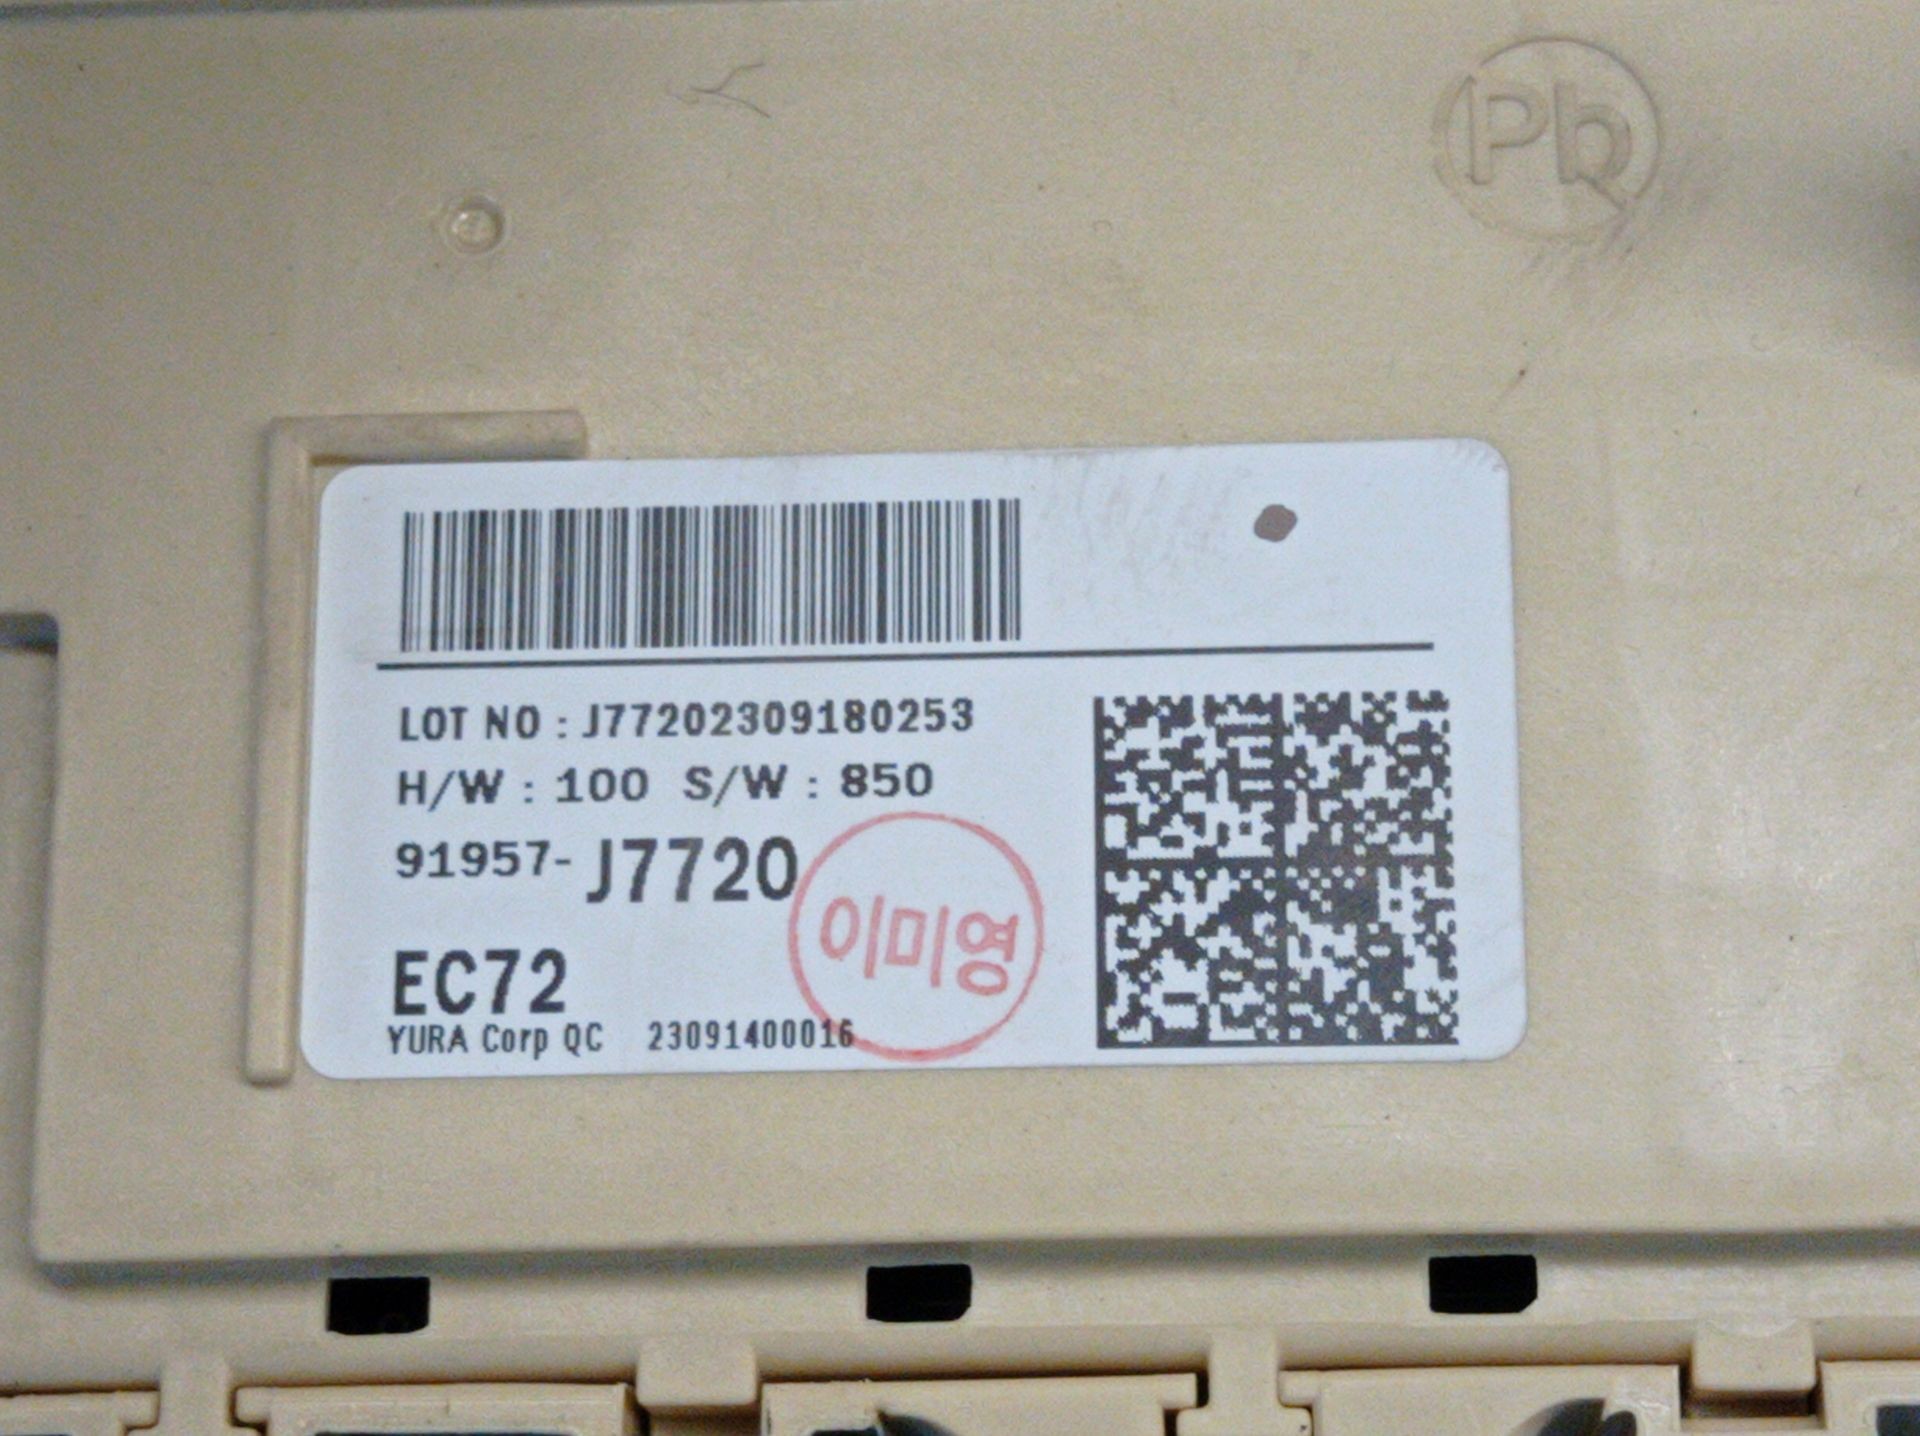 Pb
LOT NO : J77202309180253
H/W : 100 S/W : 850
91957- J7720
이미영
EC72
YURA Corp QC 23091400016